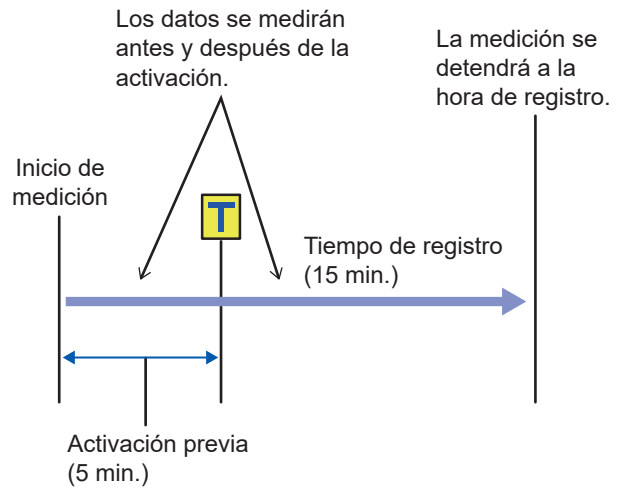 Los datos se medirán
antes y después de la
activación.
La medición se
detendrá a la
hora de registro.
Inicio de
medición
T
Tiempo de registro
(15 min.)
Activación previa
(5 min.)